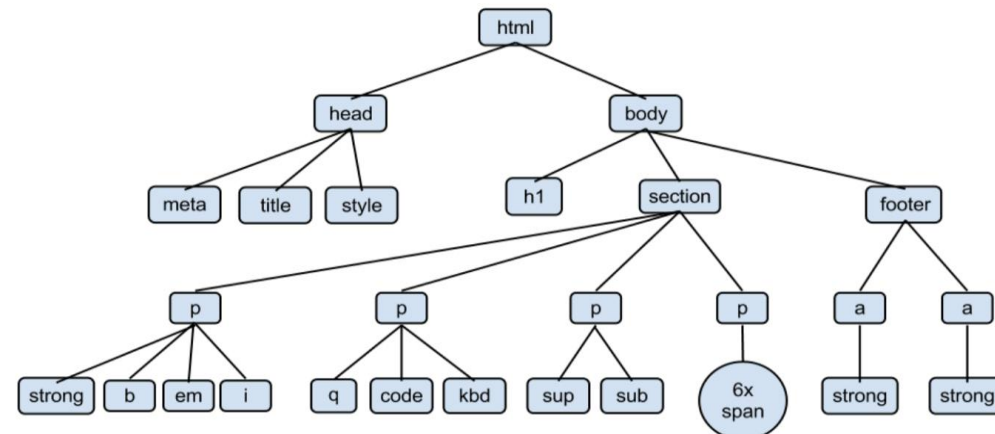 html
head
body
meta
title
style
h1
section
footer
p
p
p
p
a
a
strong
b
em
i
q
code
kbd
sup
sub
6x
span
strong
strong